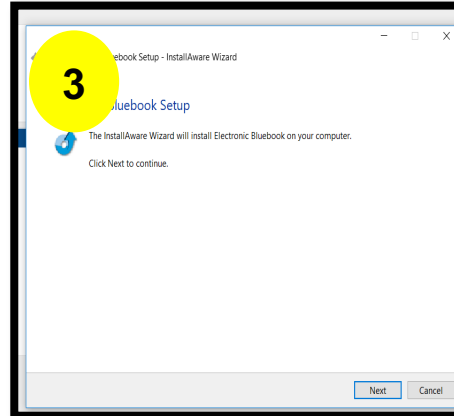 3
ebook Setup - InstallAware Wizard
luebook Setup
The InstallAware Wizard will install Electronic Bluebook on your computer.
Click Next to continue.
Next Cancel